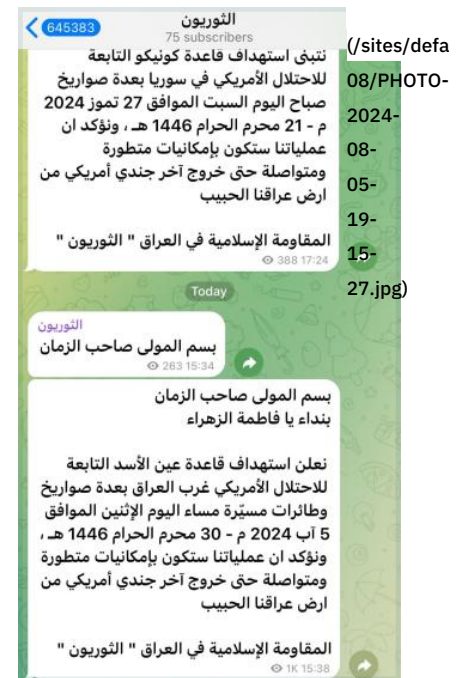 645383
الثوريون
75 subscribers
نتبنى استهداف قاعدة كونيكو التابعة
للاحتلال الأمريكي في سوريا بعدة صواريخ
صباح اليوم السبت الموافق 27 تموز 2024
م - 21 محرم الحرام 1446 هـ ، ونؤكد ان
عملياتنا ستكون بإمكانيات متطورة
ومتواصلة حتى خروج آخر جندي أمريكي من
ارض عراقنا الحبيب
المقاومة الإسلامية في العراق " الثوريون "
388 17:24
Today
الثوريون
بسم المولى صاحب الزمان
263 15:34
بسم المولى صاحب الزمان
بنداء يا فاطمة الزهراء
نعلن استهداف قاعدة عين الأسد التابعة
للاحتلال الأمريكي غرب العراق بعدة صواريخ
وطائرات مسيّرة مساء اليوم الإثنين الموافق
5 آب 2024 م - 30 محرم الحرام 1446 هـ ،
ونؤكد ان عملياتنا ستكون بإمكانيات متطورة
ومتواصلة حتى خروج آخر جندي أمريكي من
ارض عراقنا الحبيب
المقاومة الإسلامية في العراق " الثوريون "
1K 15:38
(/sites/defa
08/PHOTO-
2024-
08-
05-
19-
15-
27.jpg)